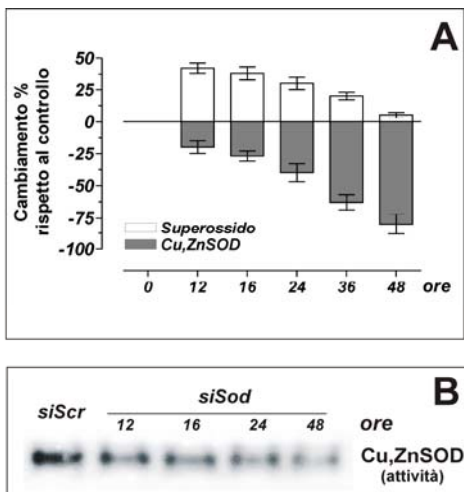 A
Cambiamento %
rispetto al controllo
50
25
0
-25
-50
-75
-100
Superossido
Cu,ZnSOD
0 12 16 24 36 48 ore
B
siSod
siScr 12 16 24 48 ore
Cu,ZnSOD
(attività)